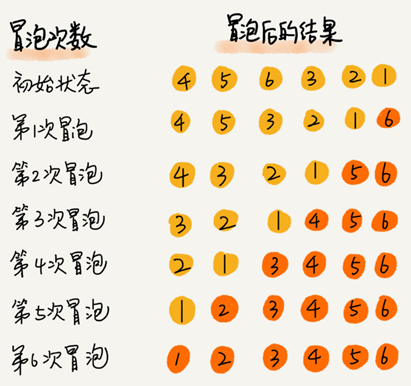 冒泡次数 冒泡后的结果
初始状态 4 5 6 3 2 1
第1次冒泡 4 5 3 2 1 6
第2次冒泡 4 3 2 1 5 6
第3次冒泡 3 2 1 4 5 6
第4次冒泡 2 1 3 4 5 6
第5次冒泡 1 2 3 4 5 6
第6次冒泡 1 2 3 4 5 6